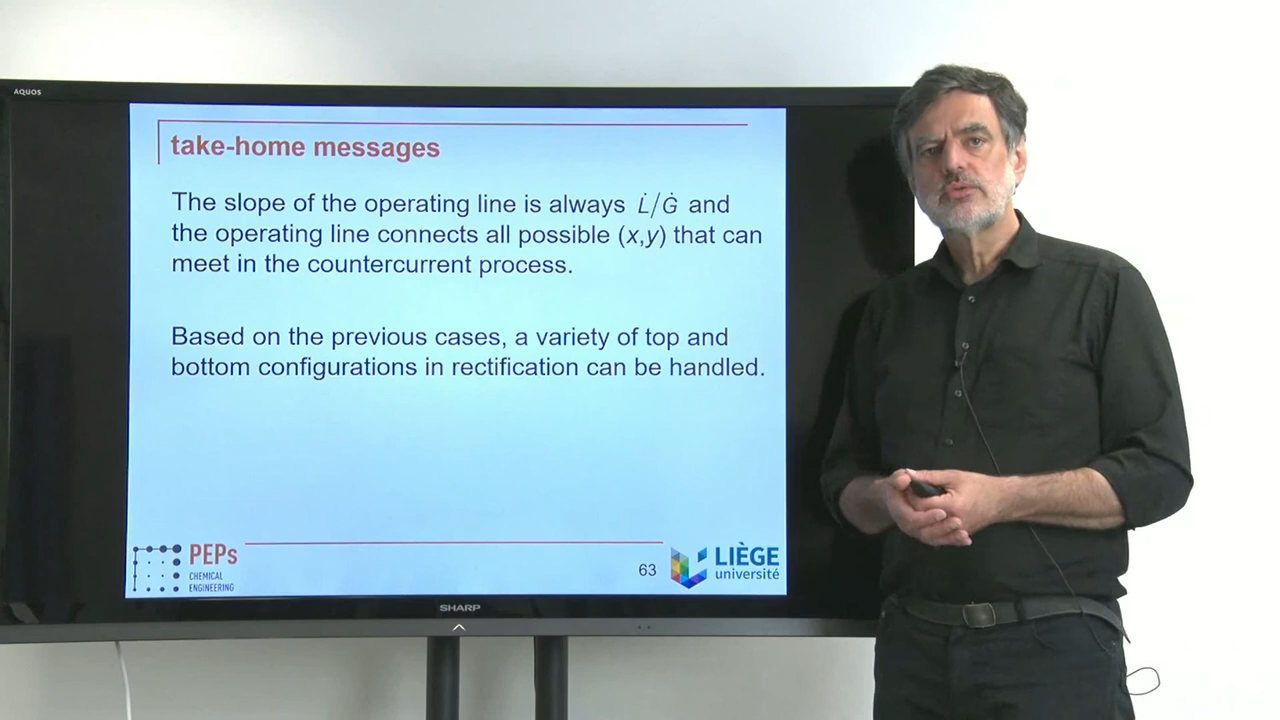 AQUOS
take-home messages
The slope of the operating line is always L̇/Ġ and
the operating line connects all possible (x,y) that can
meet in the countercurrent process.
Based on the previous cases, a variety of top and
bottom configurations in rectification can be handled.
PEPs
CHEMICAL
ENGINEERING
63
LIÈGE
université
SHARP